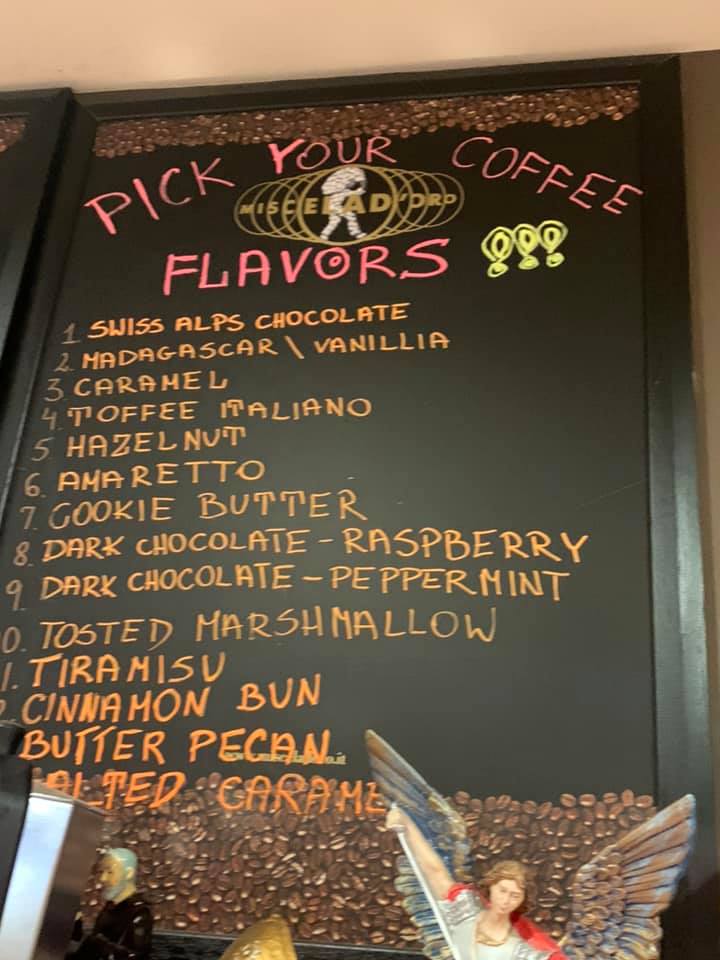 PICK YOUR COFFEE
MISCELA D'ORO
FLAVORS !!!
1 SWISS ALPS CHOCOLATE
2. MADAGASCAR \ VANILLIA
3 CARAMEL
4. TOFFEE ITALIANO
5 HAZELNUT
6. AMARETTO
7. COOKIE BUTTER
8. DARK CHOCOLATE - RASPBERRY
9. DARK CHOCOLATE - PEPPERMINT
0. TOSTED MARSHMALLOW
1. TIRAMISU
2. CINNAMON BUN
BUTTER PECAN
ALTED CARAME